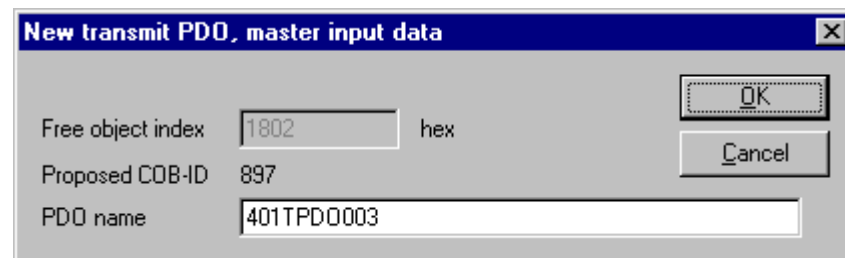 New transmit PDO, master input data
OK
Free object index 1802 hex
Cancel
Proposed COB-ID 897
PDO name 401TPDO003